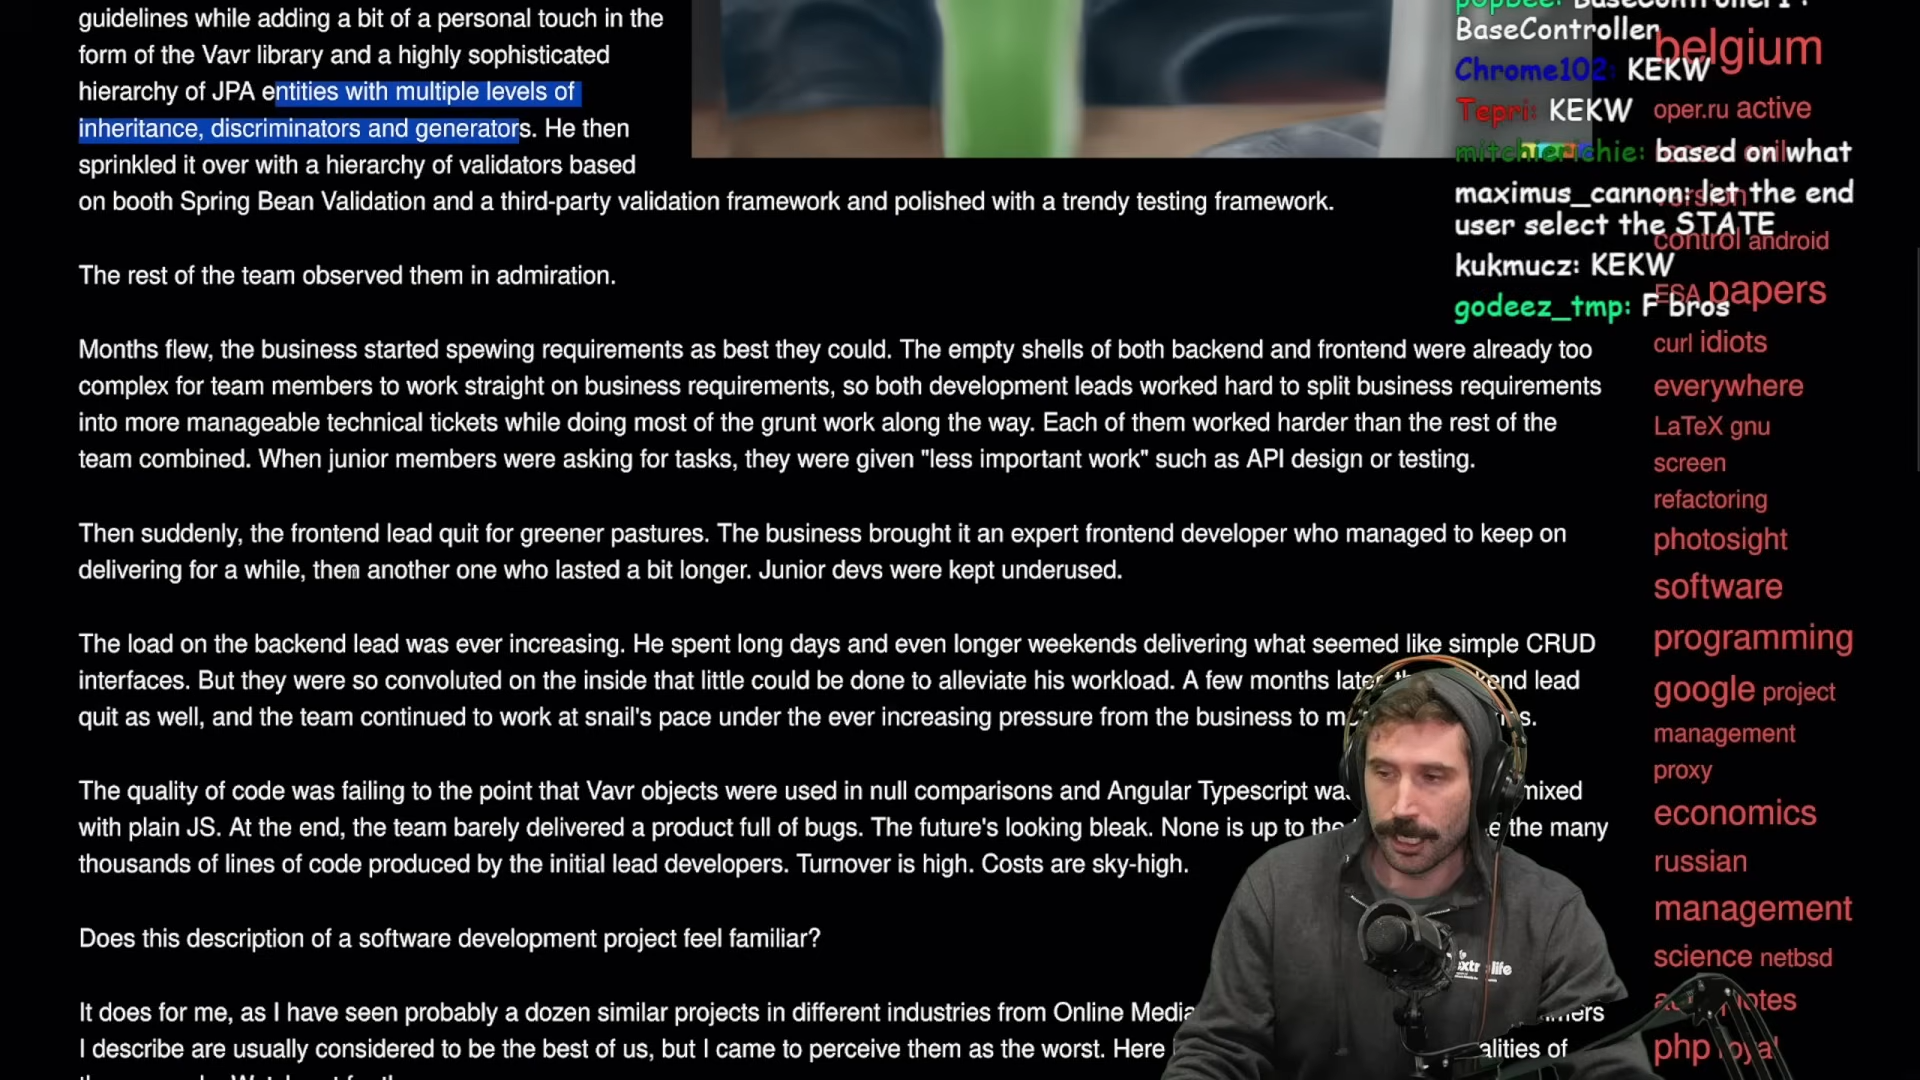 guidelines while adding a bit of a personal touch in the
form of the Vavr library and a highly sophisticated
hierarchy of JPA entities with multiple levels of
inheritance, discriminators and generators. He then
sprinkled it over with a hierarchy of validators based
on booth Spring Bean Validation and a third-party validation framework and polished with a trendy testing framework.
The rest of the team observed them in admiration.
Months flew, the business started spewing requirements as best they could. The empty shells of both backend and frontend were already too
complex for team members to work straight on business requirements, so both development leads worked hard to split business requirements
into more manageable technical tickets while doing most of the grunt work along the way. Each of them worked harder than the rest of the
team combined. When junior members were asking for tasks, they were given "less important work" such as API design or testing.
Then suddenly, the frontend lead quit for greener pastures. The business brought it an expert frontend developer who managed to keep on
delivering for a while, then another one who lasted a bit longer. Junior devs were kept underused.
The load on the backend lead was ever increasing. He spent long days and even longer weekends delivering what seemed like simple CRUD
interfaces. But they were so convoluted on the inside that little could be done to alleviate his workload. A few months later, lead
quit as well, and the team continued to work at snail's pace under the ever increasing pressure from the business to
The quality of code was failing to the point that Vavr objects were used in null comparisons and Angular Typescript mixed
with plain JS. At the end, the team barely delivered a product full of bugs. The future's looking bleak. None is up to the the many
thousands of lines of code produced by the initial lead developers. Turnover is high. Costs are sky-high.
Does this description of a software development project feel familiar?
It does for me, as I have seen probably a dozen similar projects in different industries from Online Media
I describe are usually considered to be the best of us, but I came to perceive them as the worst. Here of
popbee: BaseController1 :
BaseController
Chrome102: KEKW
Tepri: KEKW
mitchierichie: based on what
maximus_cannon: let the end
user select the STATE
kukmucz: KEKW
godeez_tmp: F bros
belgium
oper.ru active
version
control android
ESA papers
curl idiots
everywhere
LaTeX gnu
screen
refactoring
photosight
software
programming
google project
management
proxy
economics
russian
management
science netbsd
php royal